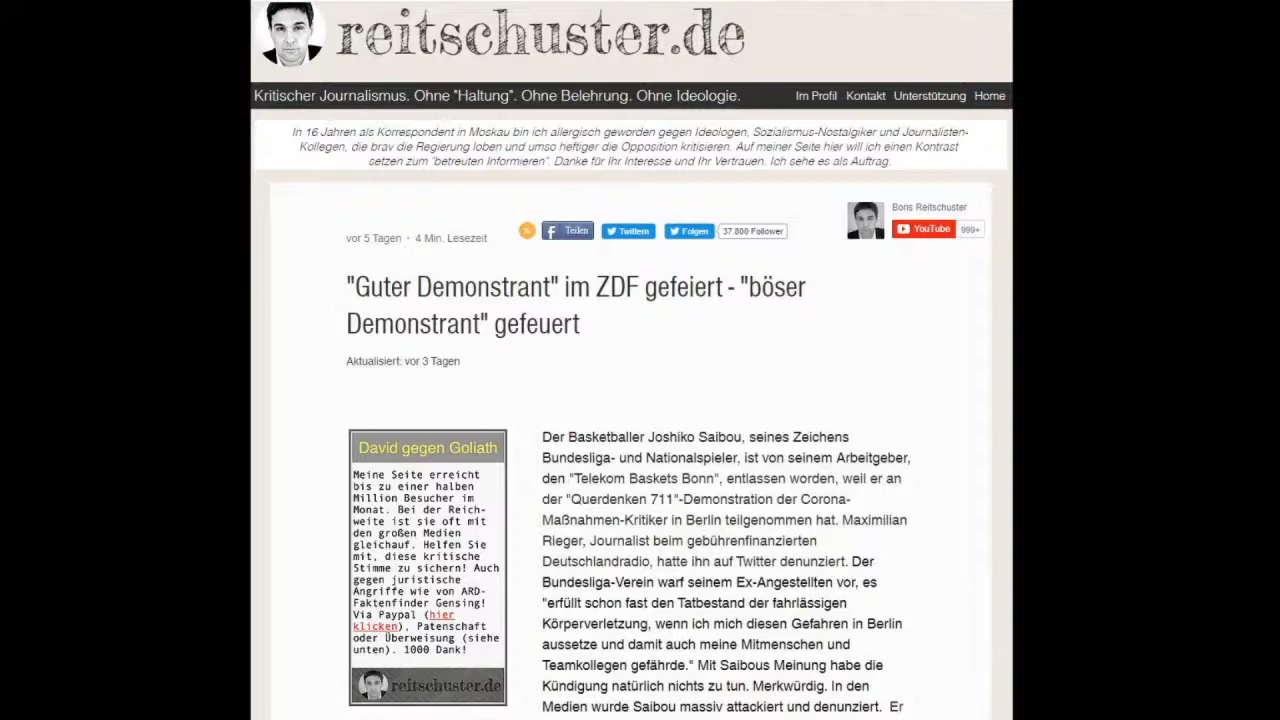 reitschuster.de
Kritischer Journalismus. Ohne "Haltung". Ohne Belehrung. Ohne Ideologie.
Im Profil Kontakt Unterstützung Home
In 16 Jahren als Korrespondent in Moskau bin ich allergisch geworden gegen Ideologen, Sozialismus-Nostalgiker und Journalisten-
Kollegen, die brav die Regierung loben und umso heftiger die Opposition kritisieren. Auf meiner Seite hier will ich einen Kontrast
setzen zum "betreuten Informieren". Danke für Ihr Interesse und Ihr Vertrauen. Ich sehe es als Auftrag.
vor 5 Tagen · 4 Min. Lesezeit
Teilen
Twittern
Folgen
37.800 Follower
Boris Reitschuster
YouTube 999+
"Guter Demonstrant" im ZDF gefeiert - "böser
Demonstrant" gefeuert
Aktualisiert: vor 3 Tagen
David gegen Goliath
Meine Seite erreicht
bis zu einer halben
Million Besucher im
Monat. Bei der Reich-
weite ist sie oft mit
den großen Medien
gleichauf. Helfen Sie
mit, diese kritische
Stimme zu sichern! Auch
gegen juristische
Angriffe wie von ARD-
Faktenfinder Gensing!
Via Paypal (hier
klicken), Patenschaft
oder Überweisung (siehe
unten). 1000 Dank!
reitschuster.de
Der Basketballer Joshiko Saibou, seines Zeichens
Bundesliga- und Nationalspieler, ist von seinem Arbeitgeber,
den "Telekom Baskets Bonn", entlassen worden, weil er an
der "Querdenken 711"-Demonstration der Corona-
Maßnahmen-Kritiker in Berlin teilgenommen hat. Maximilian
Rieger, Journalist beim gebührenfinanzierten
Deutschlandradio, hatte ihn auf Twitter denunziert. Der
Bundesliga-Verein warf seinem Ex-Angestellten vor, es
"erfüllt schon fast den Tatbestand der fahrlässigen
Körperverletzung, wenn ich mich diesen Gefahren in Berlin
aussetze und damit auch meine Mitmenschen und
Teamkollegen gefährde." Mit Saibous Meinung habe die
Kündigung natürlich nichts zu tun. Merkwürdig. In den
Medien wurde Saibou massiv attackiert und denunziert. Er